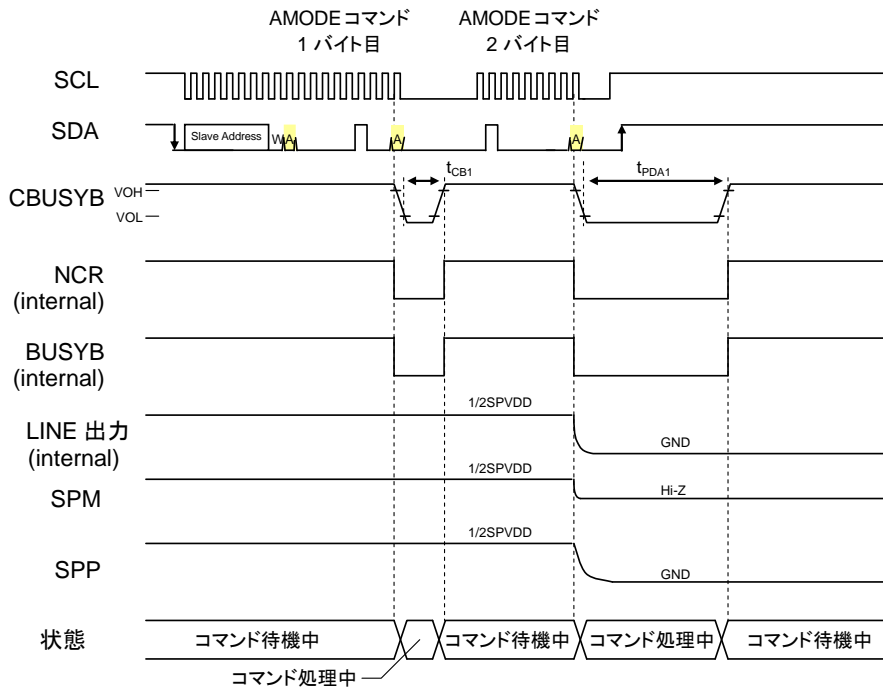 AMODEコマンド AMODEコマンド
1 バイト目 2 バイト目
SCL
SDA Slave Address W A A A
tCB1 tPDA1
CBUSYB VOH
VOL
NCR
(internal)
BUSYB
(internal)
1/2SPVDD
LINE 出力 GND
(internal)
1/2SPVDD
SPM Hi-Z
1/2SPVDD
SPP GND
状態 コマンド待機中 コマンド待機中 コマンド処理中 コマンド待機中
コマンド処理中